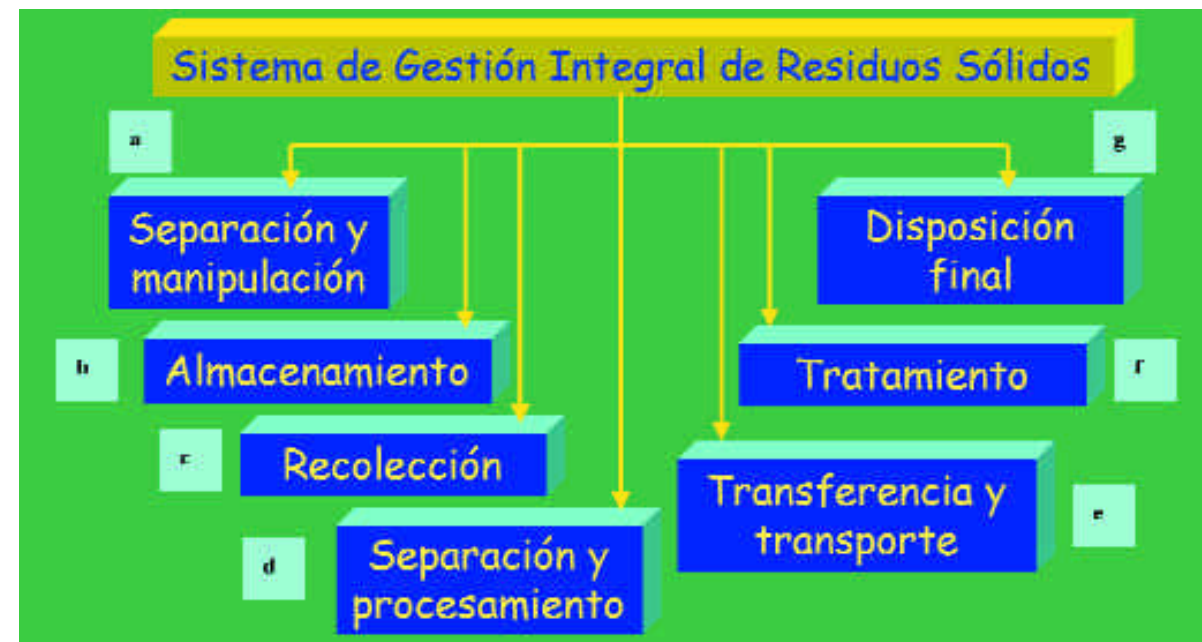 Sistema de Gestión Integral de Residuos Sólidos
a
g
Separación y
manipulación
Disposición
final
b
Almacenamiento
Tratamiento
f
c
Recolección
Transferencia y
transporte
e
d
Separación y
procesamiento